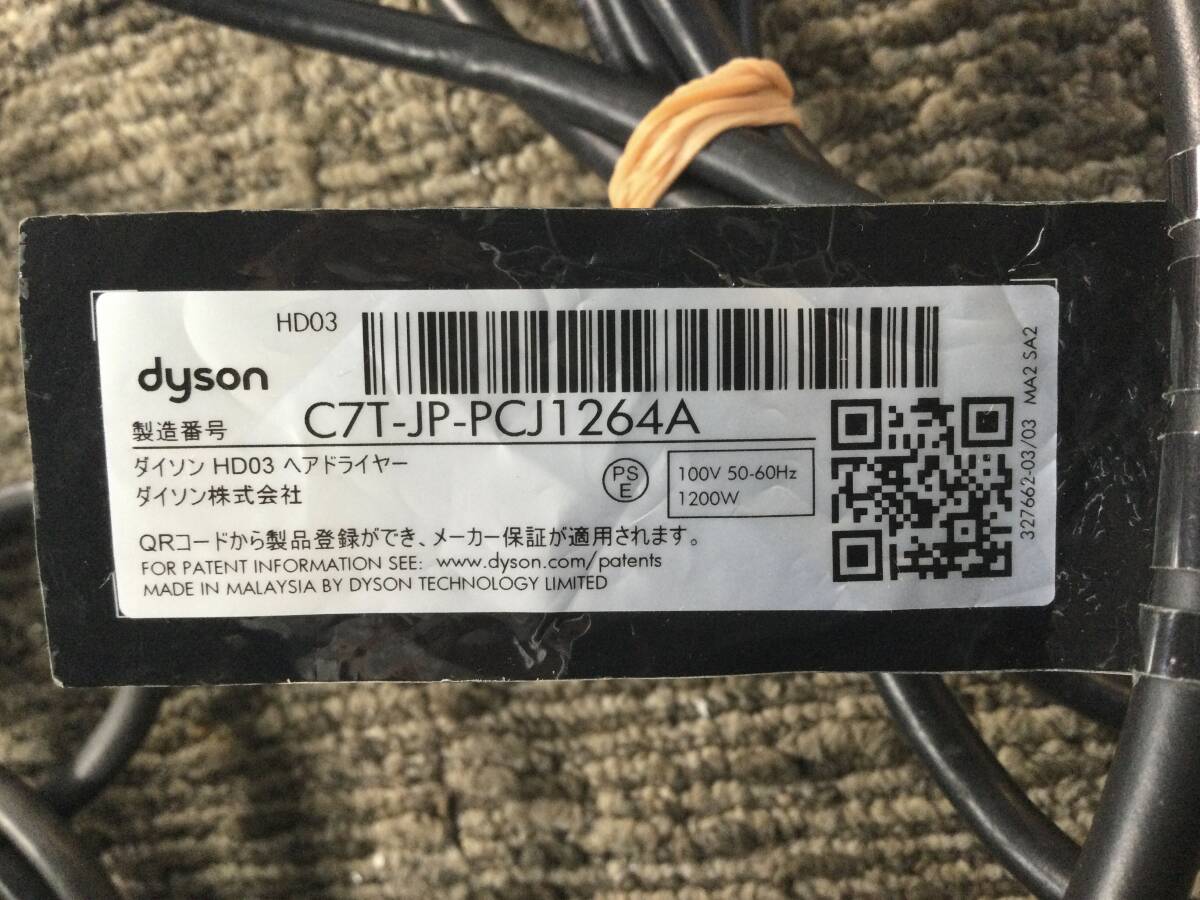 HD03
dyson
製造番号 C7T-JP-PCJ1264A
ダイソン HD03 ヘアドライヤー
ダイソン株式会社
PS
E
100V 50-60Hz
1200W
QRコードから製品登録ができ、メーカー保証が適用されます。
FOR PATENT INFORMATION SEE: www.dyson.com/patents
MADE IN MALAYSIA BY DYSON TECHNOLOGY LIMITED
327662-03/03 MA2 SA2